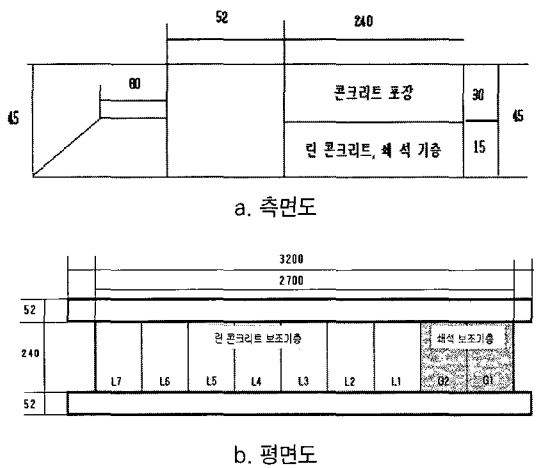 52 240
60
45
콘크리트 포장
30
45
린 콘크리트, 쇄 석 기층
15
a. 측면도
3200
2700
52
240
52
린 콘크리트 보조기층
쇄석 보조기층
L7 L6 L5 L4 L3 L2 L1 G2 G1
b. 평면도